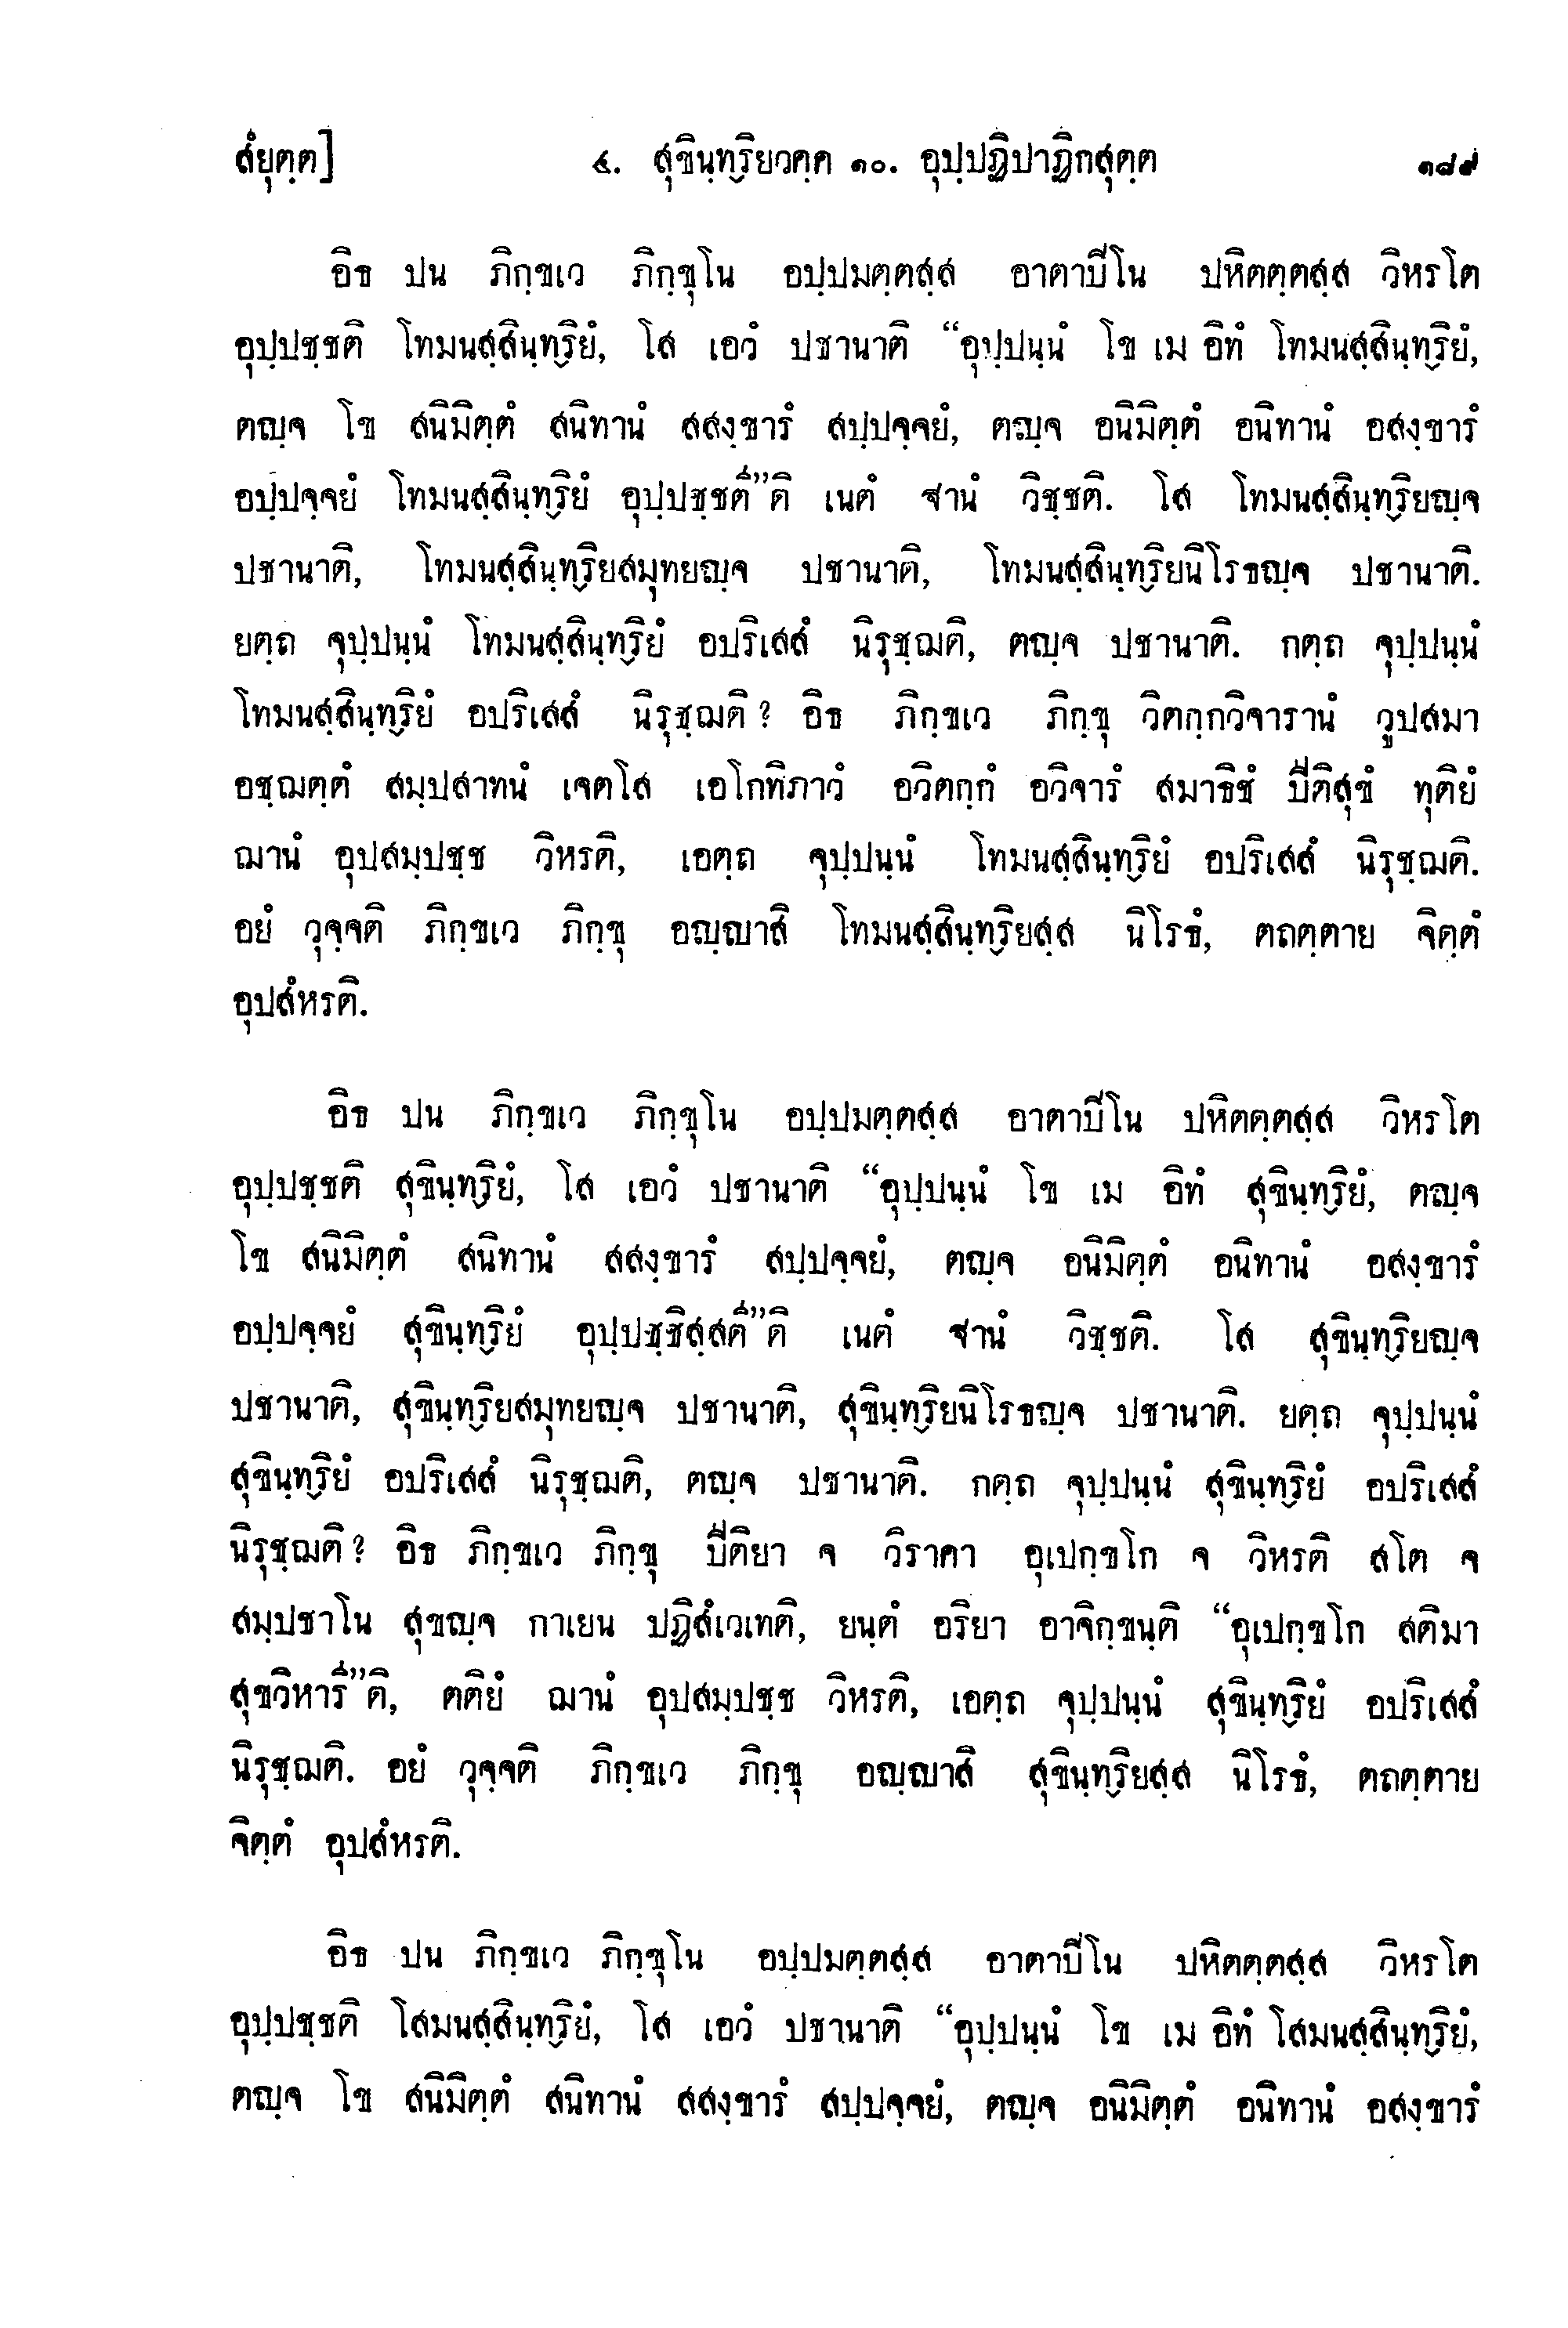 สํยุตฺต]	๔. สุขินฺทฺริยวคฺค ๑๐. อุปฺปฏิปาฏิกสุตฺต	๑๘๙
อิธ ปน ภิกฺขเว ภิกฺขุโน อปฺปมตฺตสฺส อาตาปีโน ปหิตตฺตสฺส วิหรโต
อุปฺปชฺชติ โทมนสฺสินฺทฺริยํ, โส เอวํ ปชานาติ “อุปฺปนฺนํ โข เม อิทํ โทมนสฺสินฺทฺริยํ,
ตญฺจ โข สนิมิตฺตํ สนิทานํ สสงฺขารํ สปฺปจฺจยํ, ตญฺจ อนิมิตฺตํ อนิทานํ อสงฺขารํ
อปฺปจฺจยํ โทมนสฺสินฺทฺริยํ อุปฺปชฺชตี”ติ เนตํ ฐานํ วิชฺชติ. โส โทมนสฺสินฺทฺริยญฺจ
ปชานาติ, โทมนสฺสินฺทฺริยสมุทยญฺจ ปชานาติ, โทมนสฺสินฺทฺริยนิโรธญฺจ ปชานาติ.
ยตฺถ จุปฺปนฺนํ โทมนสฺสินฺทฺริยํ อปริเสสํ นิรุชฺฌติ, ตญฺจ ปชานาติ. กตฺถ จุปฺปนฺนํ
โทมนสฺสินฺทฺริยํ อปริเสสํ นิรุชฺฌติ? อิธ ภิกฺขเว ภิกฺขุ วิตกฺกวิจารานํ วูปสมา
อชฺฌตฺตํ สมฺปสาทนํ เจตโส เอโกทิภาวํ อวิตกฺกํ อวิจารํ สมาธิชํ ปีติสุขํ ทุติยํ
ฌานํ อุปสมฺปชฺช วิหรติ, เอตฺถ จุปฺปนฺนํ โทมนสฺสินฺทฺริยํ อปริเสสํ นิรุชฺฌติ.
อยํ วุจฺจติ ภิกฺขเว ภิกฺขุ อญฺญาสิ โทมนสฺสินฺทฺริยสฺส นิโรธํ, ตถตฺตาย จิตฺตํ
อุปสํหรติ.
อิธ ปน ภิกฺขเว ภิกฺขุโน อปฺปมตฺตสฺส อาตาปีโน ปหิตตฺตสฺส วิหรโต
อุปฺปชฺชติ สุขินฺทฺริยํ, โส เอวํ ปชานาติ “อุปฺปนฺนํ โข เม อิทํ สุขินฺทฺริยํ, ตญฺจ
โข สนิมิตฺตํ สนิทานํ สสงฺขารํ สปฺปจฺจยํ, ตญฺจ อนิมิตฺตํ อนิทานํ อสงฺขารํ
อปฺปจฺจยํ สุขินฺทฺริยํ อุปฺปชฺชิสฺสตี”ติ เนตํ ฐานํ วิชฺชติ. โส สุขินฺทฺริยญฺจ
ปชานาติ, สุขินฺทฺริยสมุทยญฺจ ปชานาติ, สุขินฺทฺริยนิโรธญฺจ ปชานาติ. ยตฺถ จุปฺปนฺนํ
สุขินฺทฺริยํ อปริเสสํ นิรุชฺฌติ, ตญฺจ ปชานาติ. กตฺถ จุปฺปนฺนํ สุขินฺทฺริยํ อปริเสสํ
นิรุชฺฌติ? อิธ ภิกฺขเว ภิกฺขุ ปีติยา จ วิราคา อุเปกฺขโก จ วิหรติ สโต จ
สมฺปชาโน สุขญฺจ กาเยน ปฏิสํเวเทติ, ยนฺตํ อริยา อาจิกฺขนฺติ “อุเปกฺขโก สติมา
สุขวิหารี”ติ, ตติยํ ฌานํ อุปสมฺปชฺช วิหรติ, เอตฺถ จุปฺปนฺนํ สุขินฺทฺริยํ อปริเสสํ
นิรุชฺฌติ. อยํ วุจฺจติ ภิกฺขเว ภิกฺขุ อญฺญาสิ สุขินฺทฺริยสฺส นิโรธํ, ตถตฺตาย
จิตฺตํ อุปสํหรติ.
อิธ ปน ภิกฺขเว ภิกฺขุโน อปฺปมตฺตสฺส อาตาปีโน ปหิตตฺตสฺส วิหรโต
อุปฺปชฺชติ โสมนสฺสินฺทฺริยํ, โส เอวํ ปชานาติ “อุปฺปนฺนํ โข เม อิทํ โสมนสฺสินฺทฺริยํ,
ตญฺจ โข สนิมิตฺตํ สนิทานํ สสงฺขารํ สปฺปจฺจยํ, ตญฺจ อนิมิตฺตํ อนิทานํ อสงฺขารํ